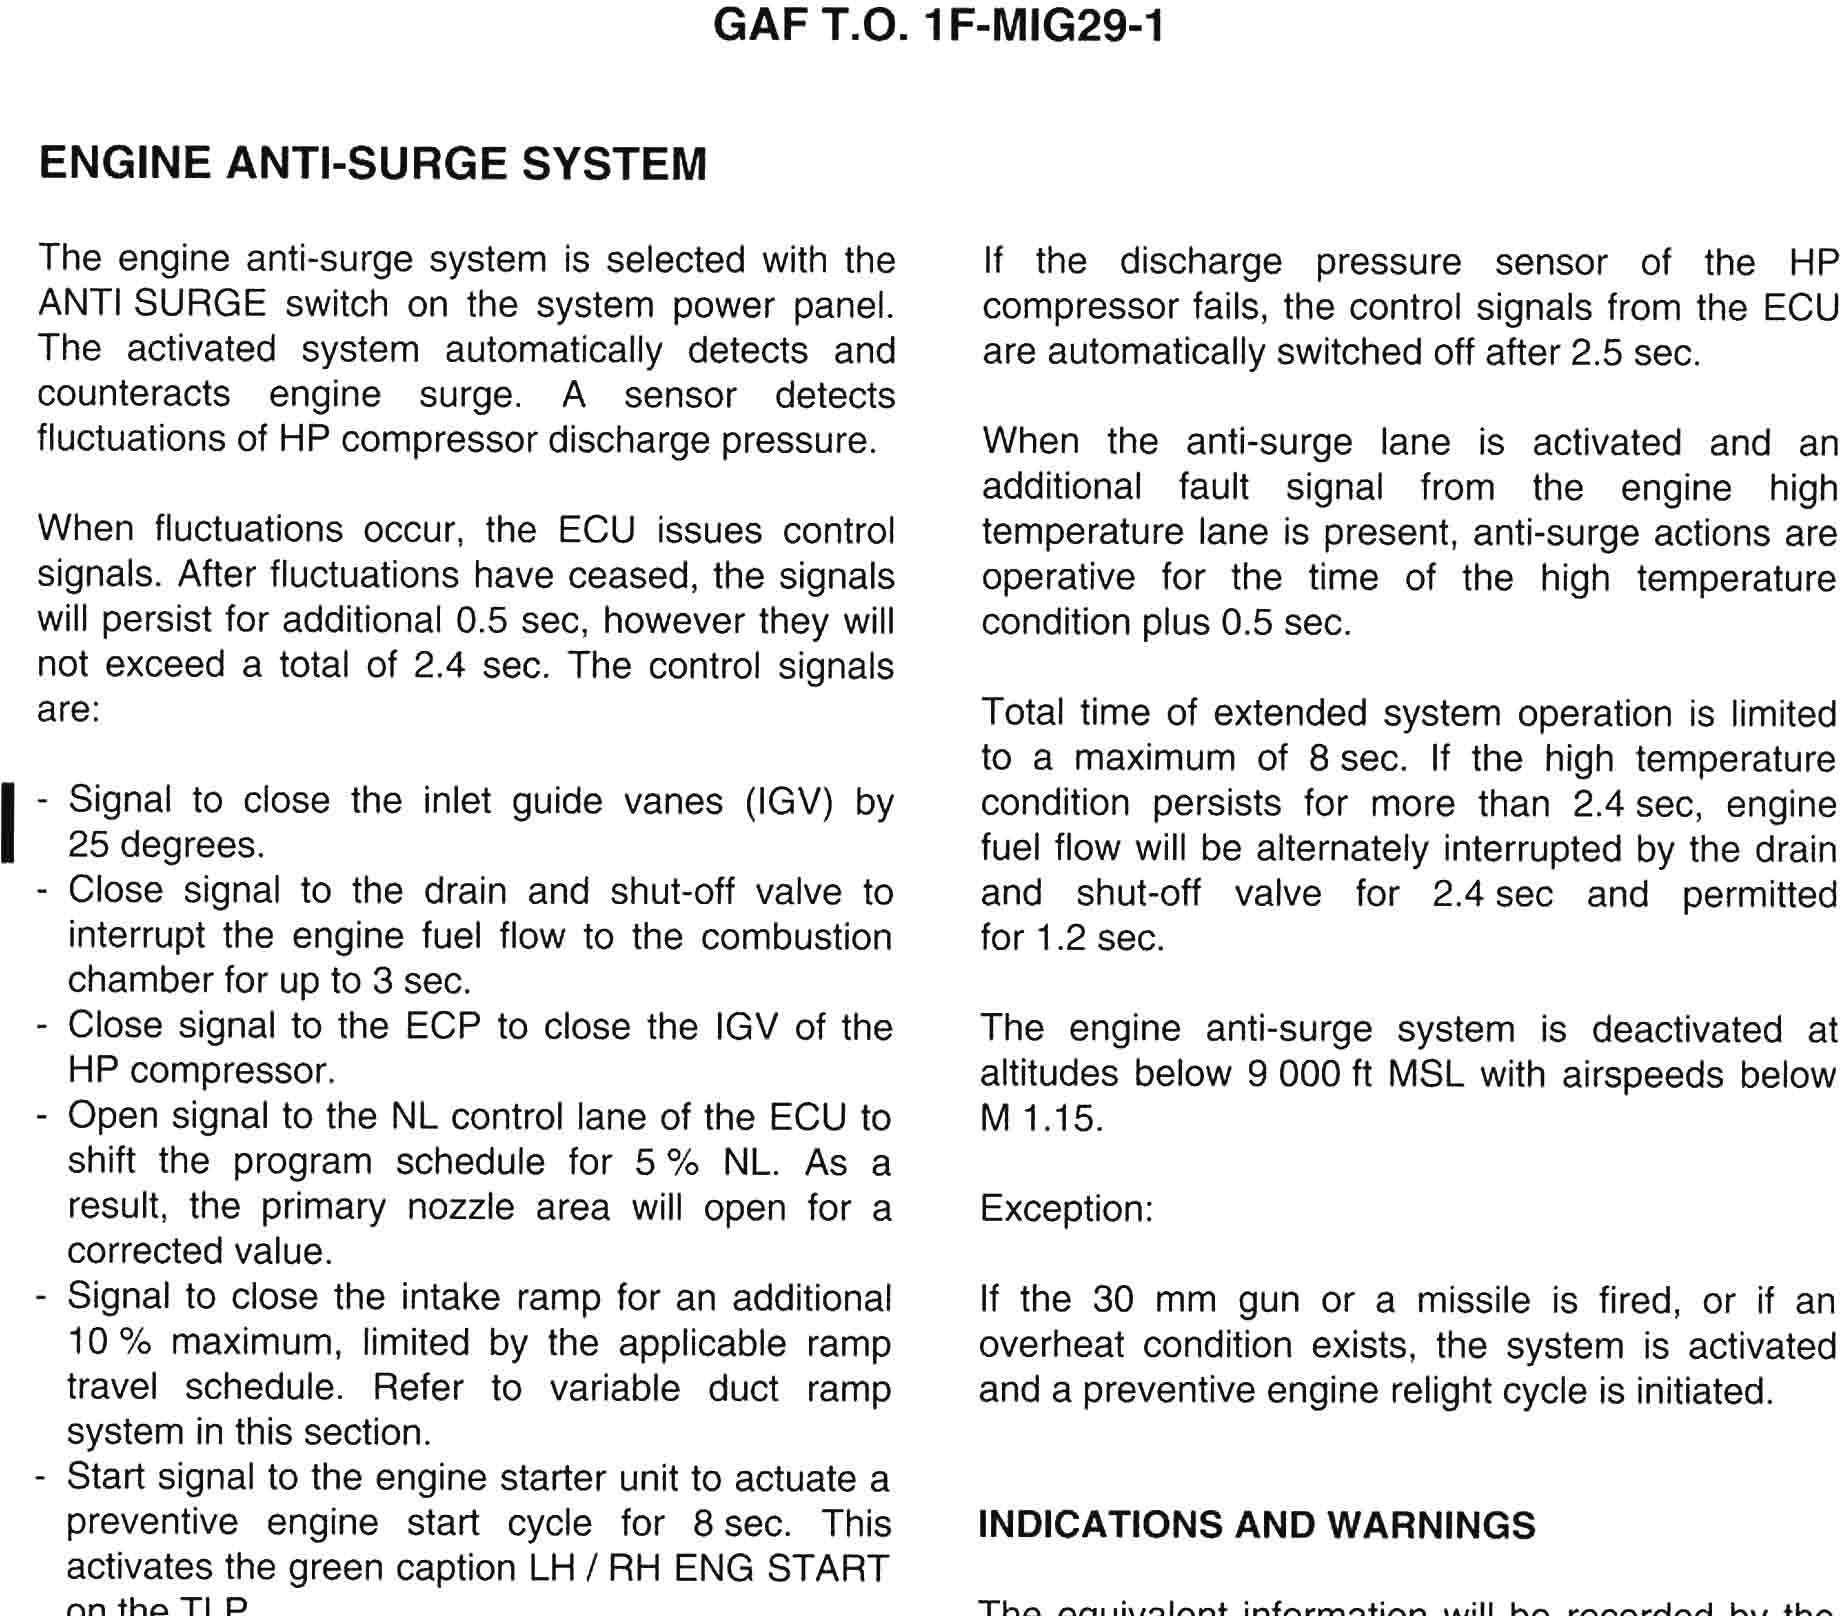 GAF T.O. 1F-MIG29-1
ENGINE ANTI-SURGE SYSTEM
The engine anti-surge system is selected with the
ANTI SURGE switch on the system power panel.
The activated system automatically detects and
counteracts engine surge. A sensor detects
fluctuations of HP compressor discharge pressure.
When fluctuations occur, the ECU issues control
signals. After fluctuations have ceased, the signals
will persist for additional 0.5 sec, however they will
not exceed a total of 2.4 sec. The control signals
are:
- Signal to close the inlet guide vanes (IGV) by
25 degrees.
- Close signal to the drain and shut-off valve to
interrupt the engine fuel flow to the combustion
chamber for up to 3 sec.
- Close signal to the ECP to close the IGV of the
HP compressor.
- Open signal to the NL control lane of the ECU to
shift the program schedule for 5 % NL. As a
result, the primary nozzle area will open for a
corrected value.
- Signal to close the intake ramp for an additional
10 % maximum, limited by the applicable ramp
travel schedule. Refer to variable duct ramp
system in this section.
- Start signal to the engine starter unit to actuate a
preventive engine start cycle for 8 sec. This
activates the green caption LH / RH ENG START
on the TLP.
If the discharge pressure sensor of the HP
compressor fails, the control signals from the ECU
are automatically switched off after 2.5 sec.
When the anti-surge lane is activated and an
additional fault signal from the engine high
temperature lane is present, anti-surge actions are
operative for the time of the high temperature
condition plus 0.5 sec.
Total time of extended system operation is limited
to a maximum of 8 sec. If the high temperature
condition persists for more than 2.4 sec, engine
fuel flow will be alternately interrupted by the drain
and shut-off valve for 2.4 sec and permitted
for 1.2 sec.
The engine anti-surge system is deactivated at
altitudes below 9 000 ft MSL with airspeeds below
M 1.15.
Exception:
If the 30 mm gun or a missile is fired, or if an
overheat condition exists, the system is activated
and a preventive engine relight cycle is initiated.
INDICATIONS AND WARNINGS
The equivalent information will be recorded by the